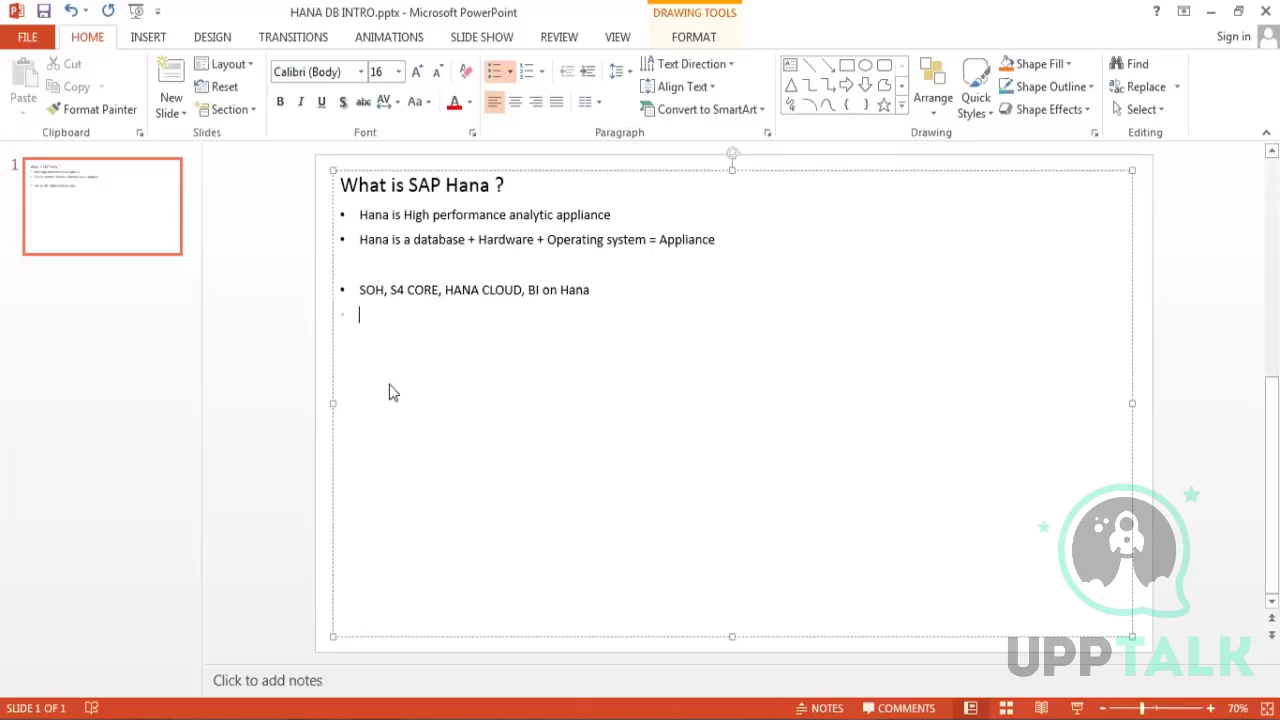 HANA DB INTRO.pptx - Microsoft PowerPoint
DRAWING TOOLS
?
FILE
HOME
INSERT
DESIGN
TRANSITIONS
ANIMATIONS
SLIDE SHOW
REVIEW
VIEW
FORMAT
Sign in
Paste
Cut
Copy
Format Painter
Clipboard
New
Slide
Layout
Reset
Section
Slides
Calibri (Body)
16
B I U S abc AV Aa A
Font
Text Direction
Align Text
Convert to SmartArt
Paragraph
Arrange
Quick
Styles
Shape Fill
Shape Outline
Shape Effects
Drawing
Find
Replace
Select
Editing
1
What is SAP Hana ?
• Hana is High performance analytic appliance
• Hana is a database + Hardware + Operating system = Appliance
• SOH, S4 CORE, HANA CLOUD, BI on Hana
UPPTALK
Click to add notes
SLIDE 1 OF 1
NOTES
COMMENTS
70%